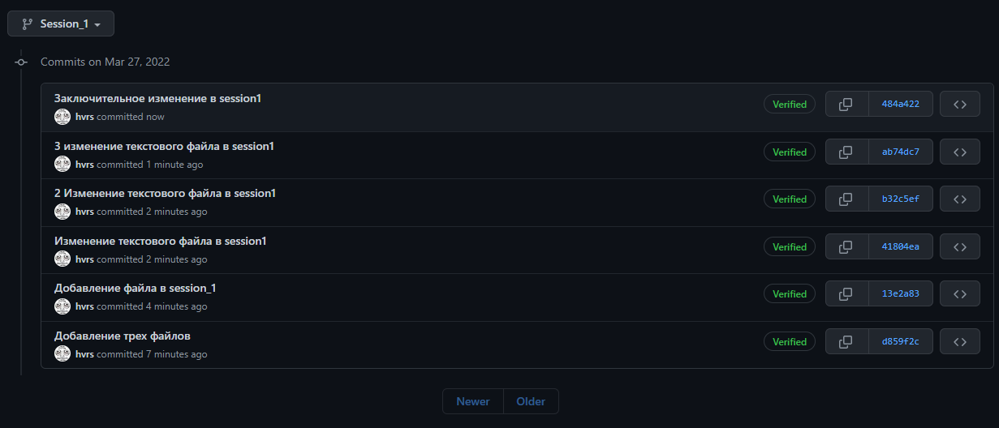 Session_1
Commits on Mar 27, 2022
Заключительное изменение в session1
hvrs committed now
Verified
484a422
3 изменение текстового файла в session1
hvrs committed 1 minute ago
Verified
ab74dc7
2 Изменение текстового файла в session1
hvrs committed 2 minutes ago
Verified
b32c5ef
Изменение текстового файла в session1
hvrs committed 2 minutes ago
Verified
41804ea
Добавление файла в session_1
hvrs committed 4 minutes ago
Verified
13e2a83
Добавление трех файлов
hvrs committed 7 minutes ago
Verified
d859f2c
Newer
Older